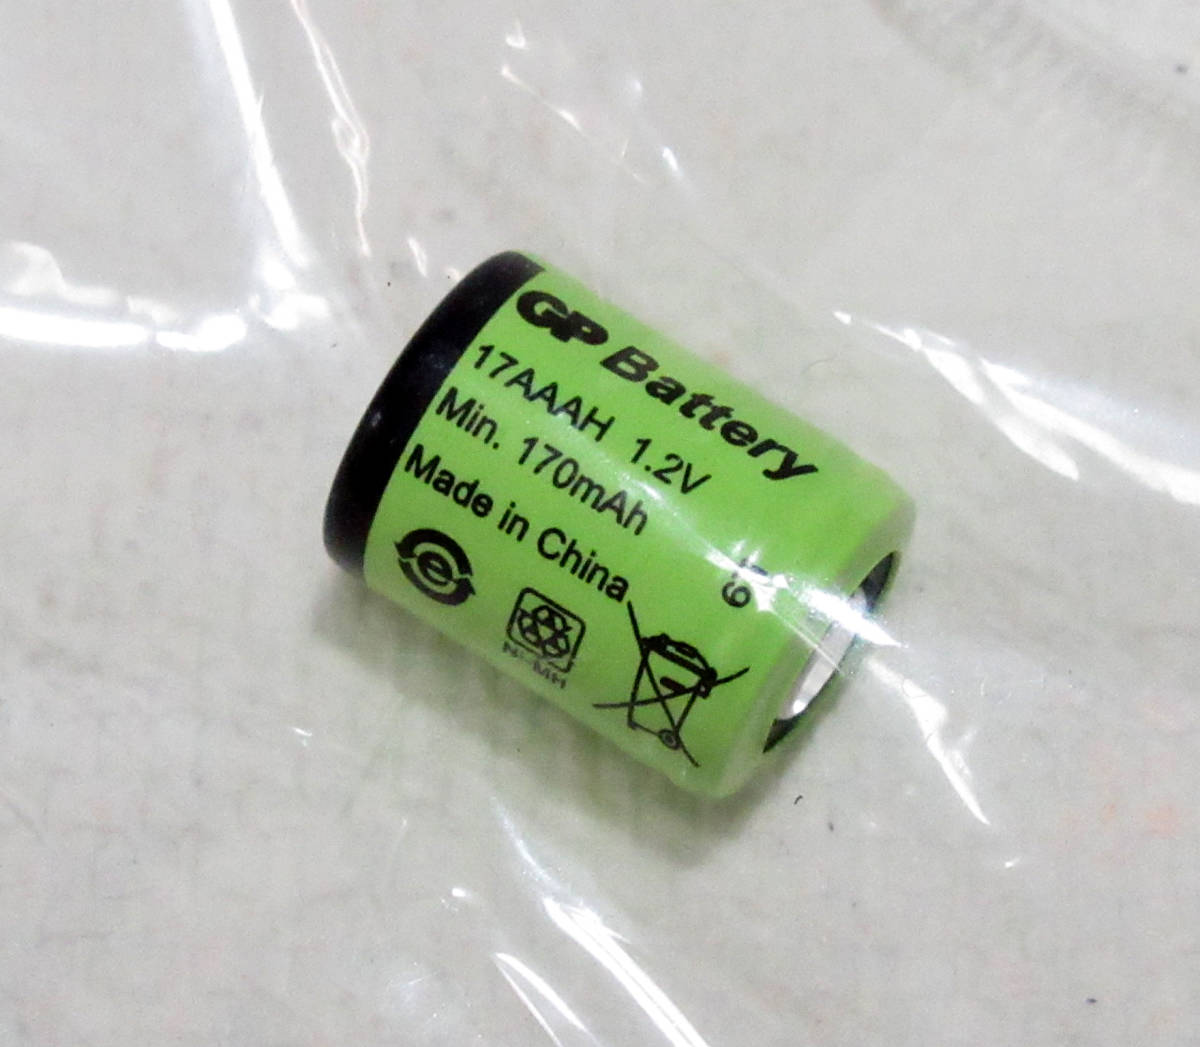 GP Battery
17AAAH 1.2V
Min. 170mAh
Made in China
Ni-MH